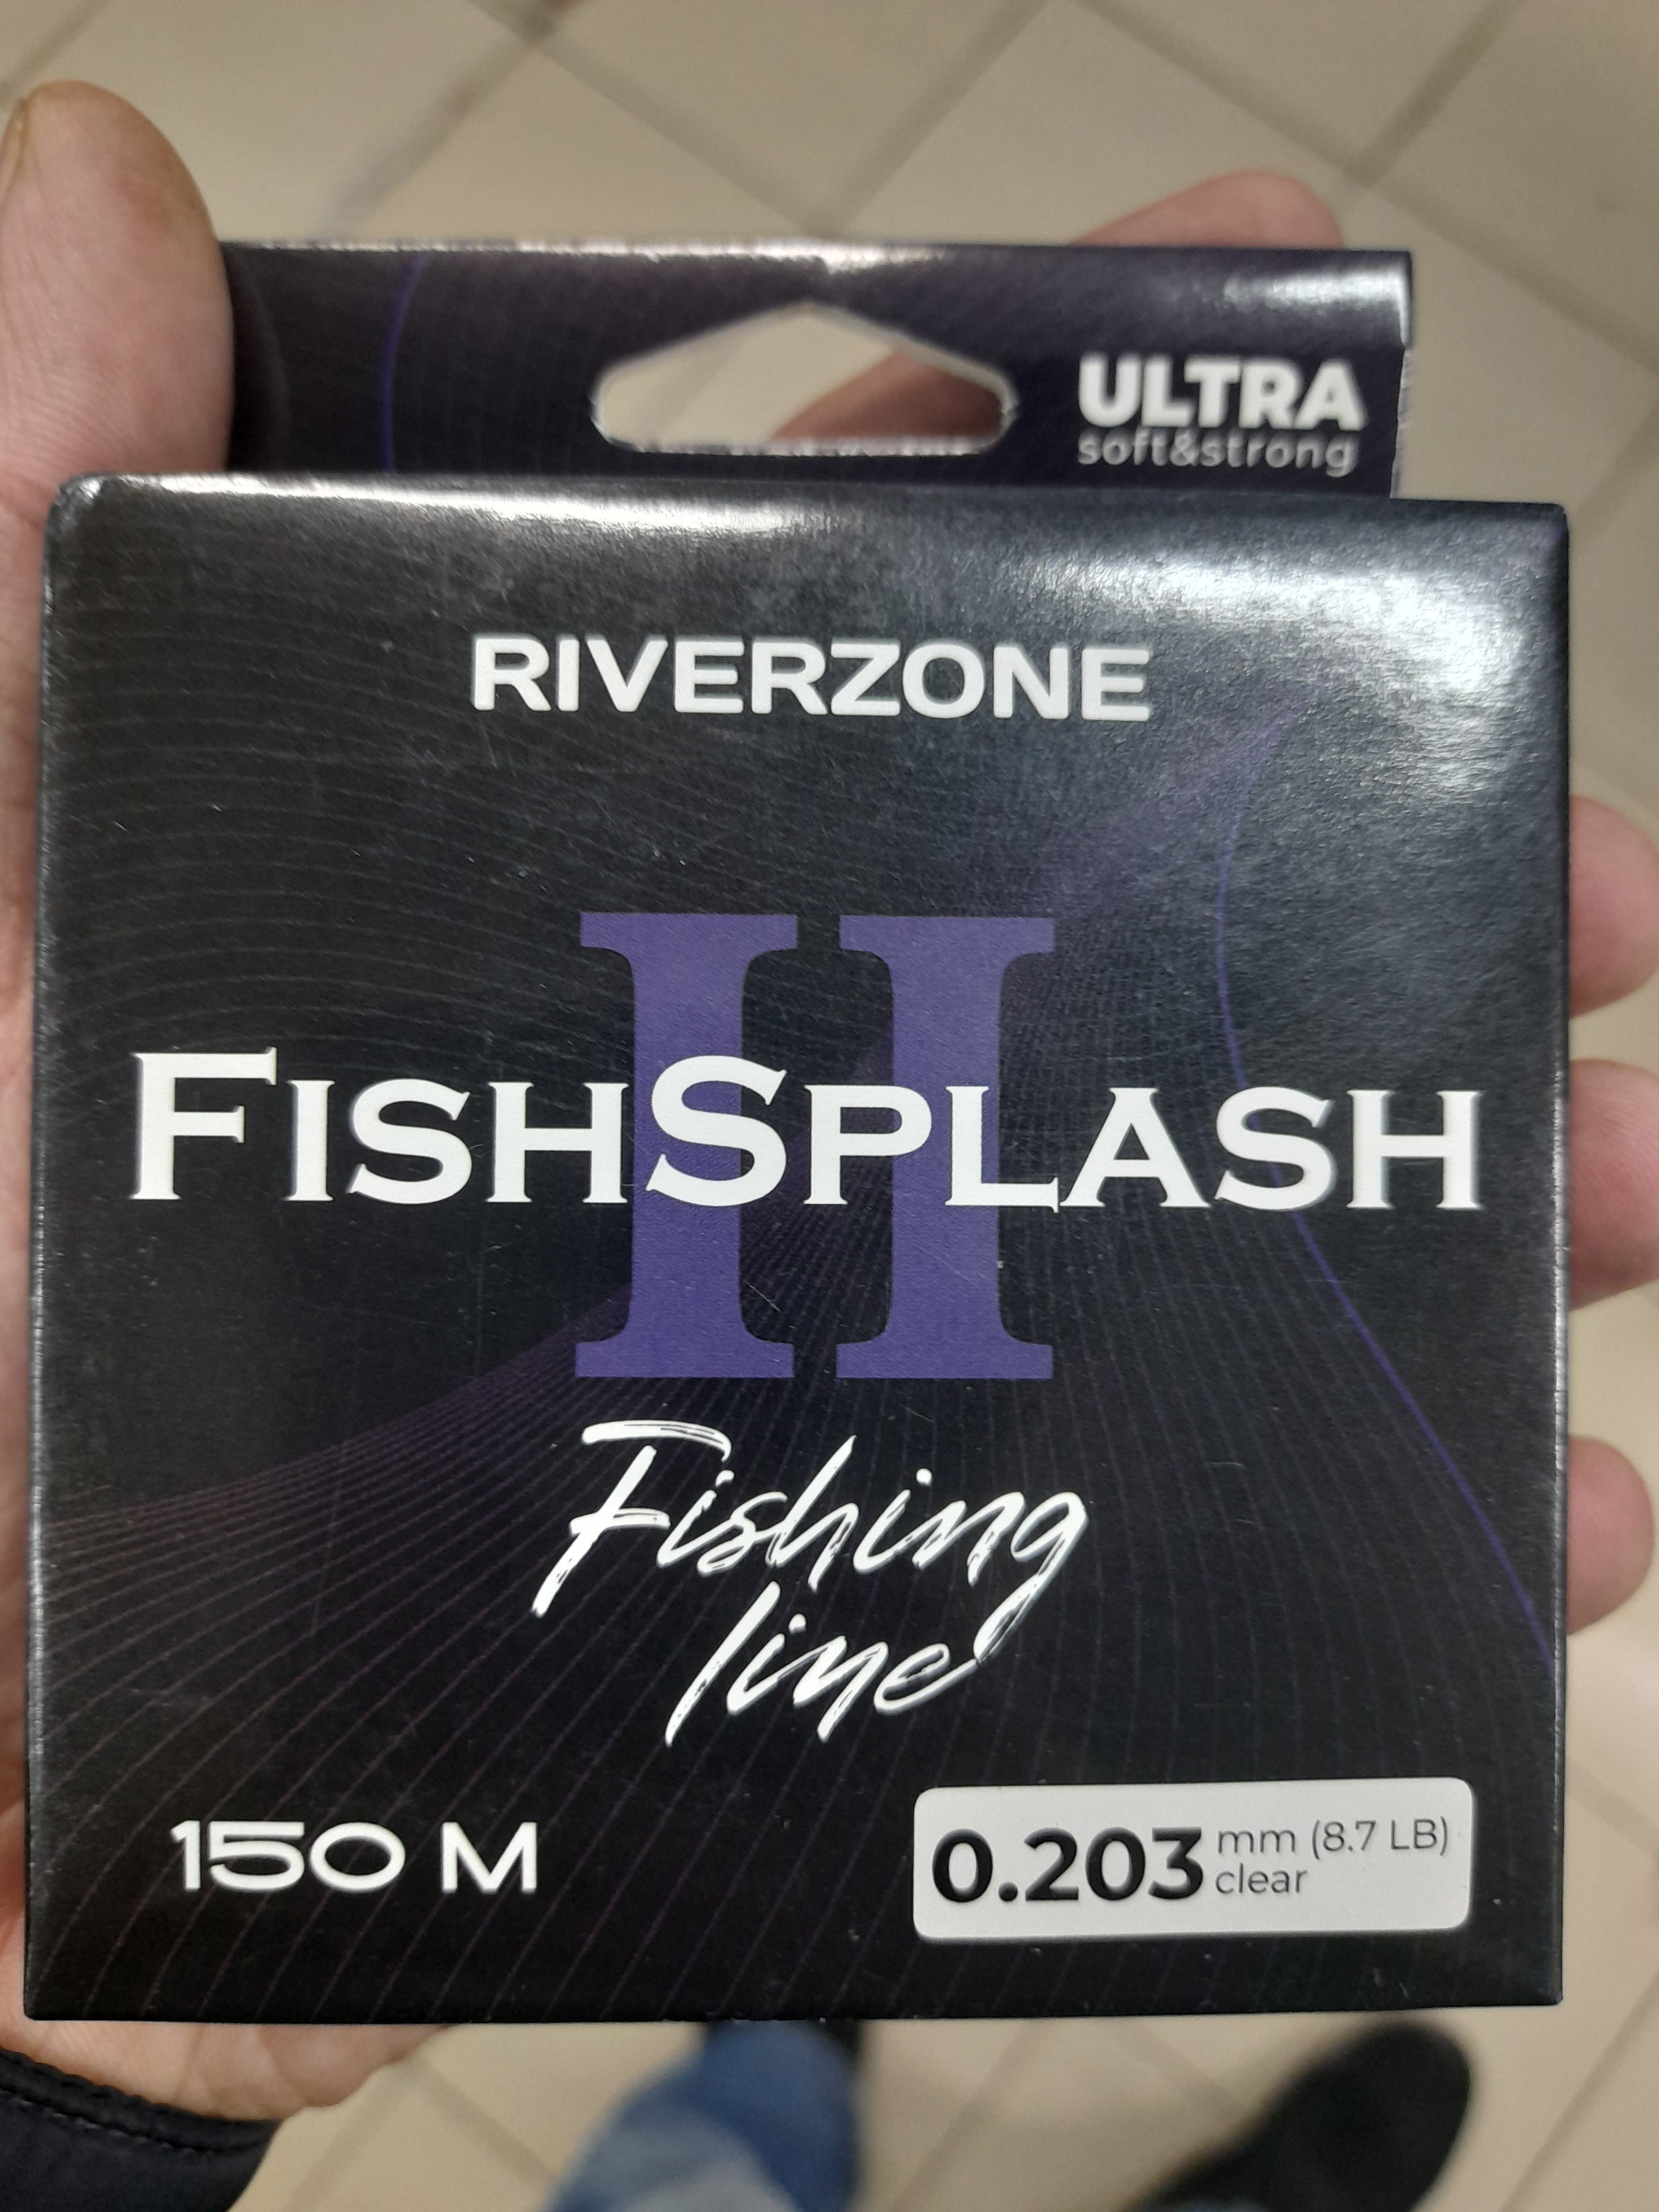 ULTRA
soft&strong
RIVERZONE
II
FISHSPLASH
Fishing
line
150 M
0.203 mm (8.7 LB)
clear